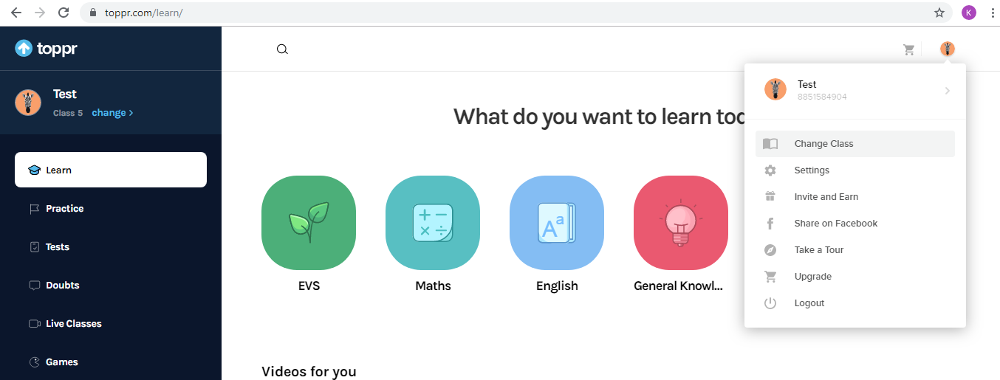 toppr.com/learn/
K
toppr
Test
Class 5 change >
Learn
Practice
Tests
Doubts
Live Classes
Games
What do you want to learn toc
EVS
Maths
English
General Knowl...
Videos for you
Test
8851584904
Change Class
Settings
Invite and Earn
Share on Facebook
Take a Tour
Upgrade
Logout